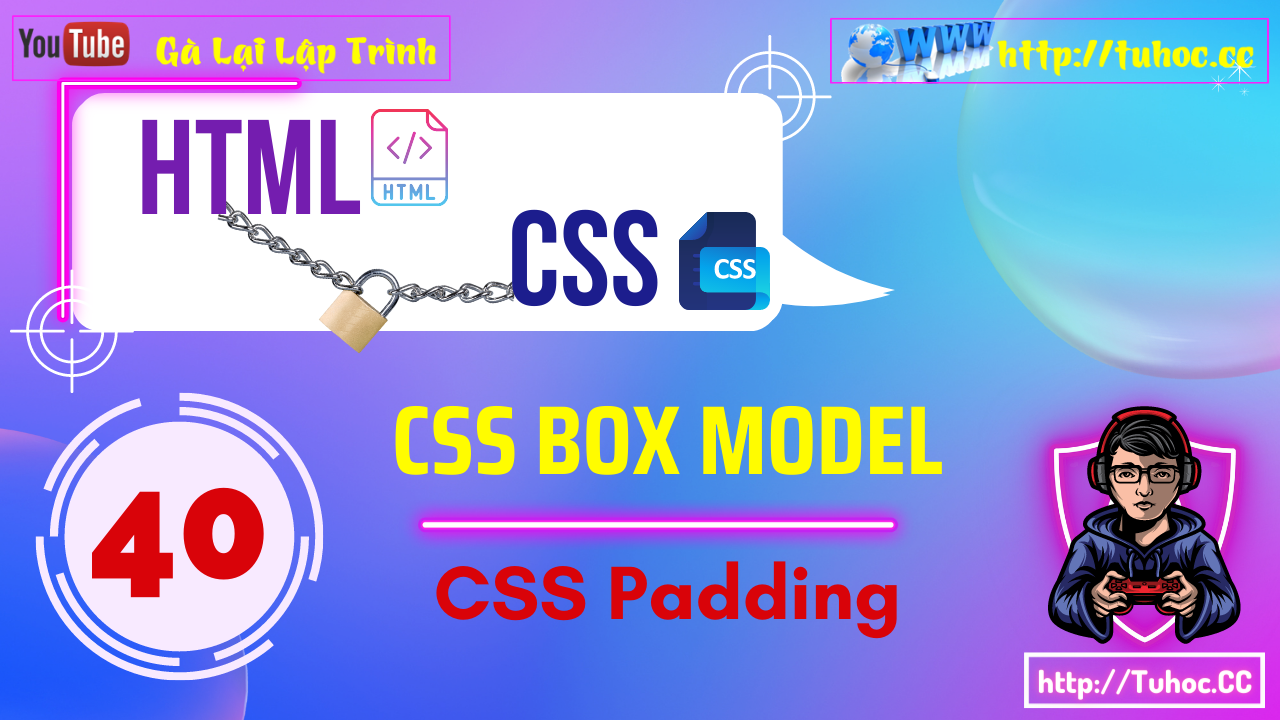 YouTube Gà Lại Lập Trình
WWW http://tuhoc.cc
HTML
</>
HTML
CSS
CSS
40
CSS BOX MODEL
CSS Padding
http://Tuhoc.CC